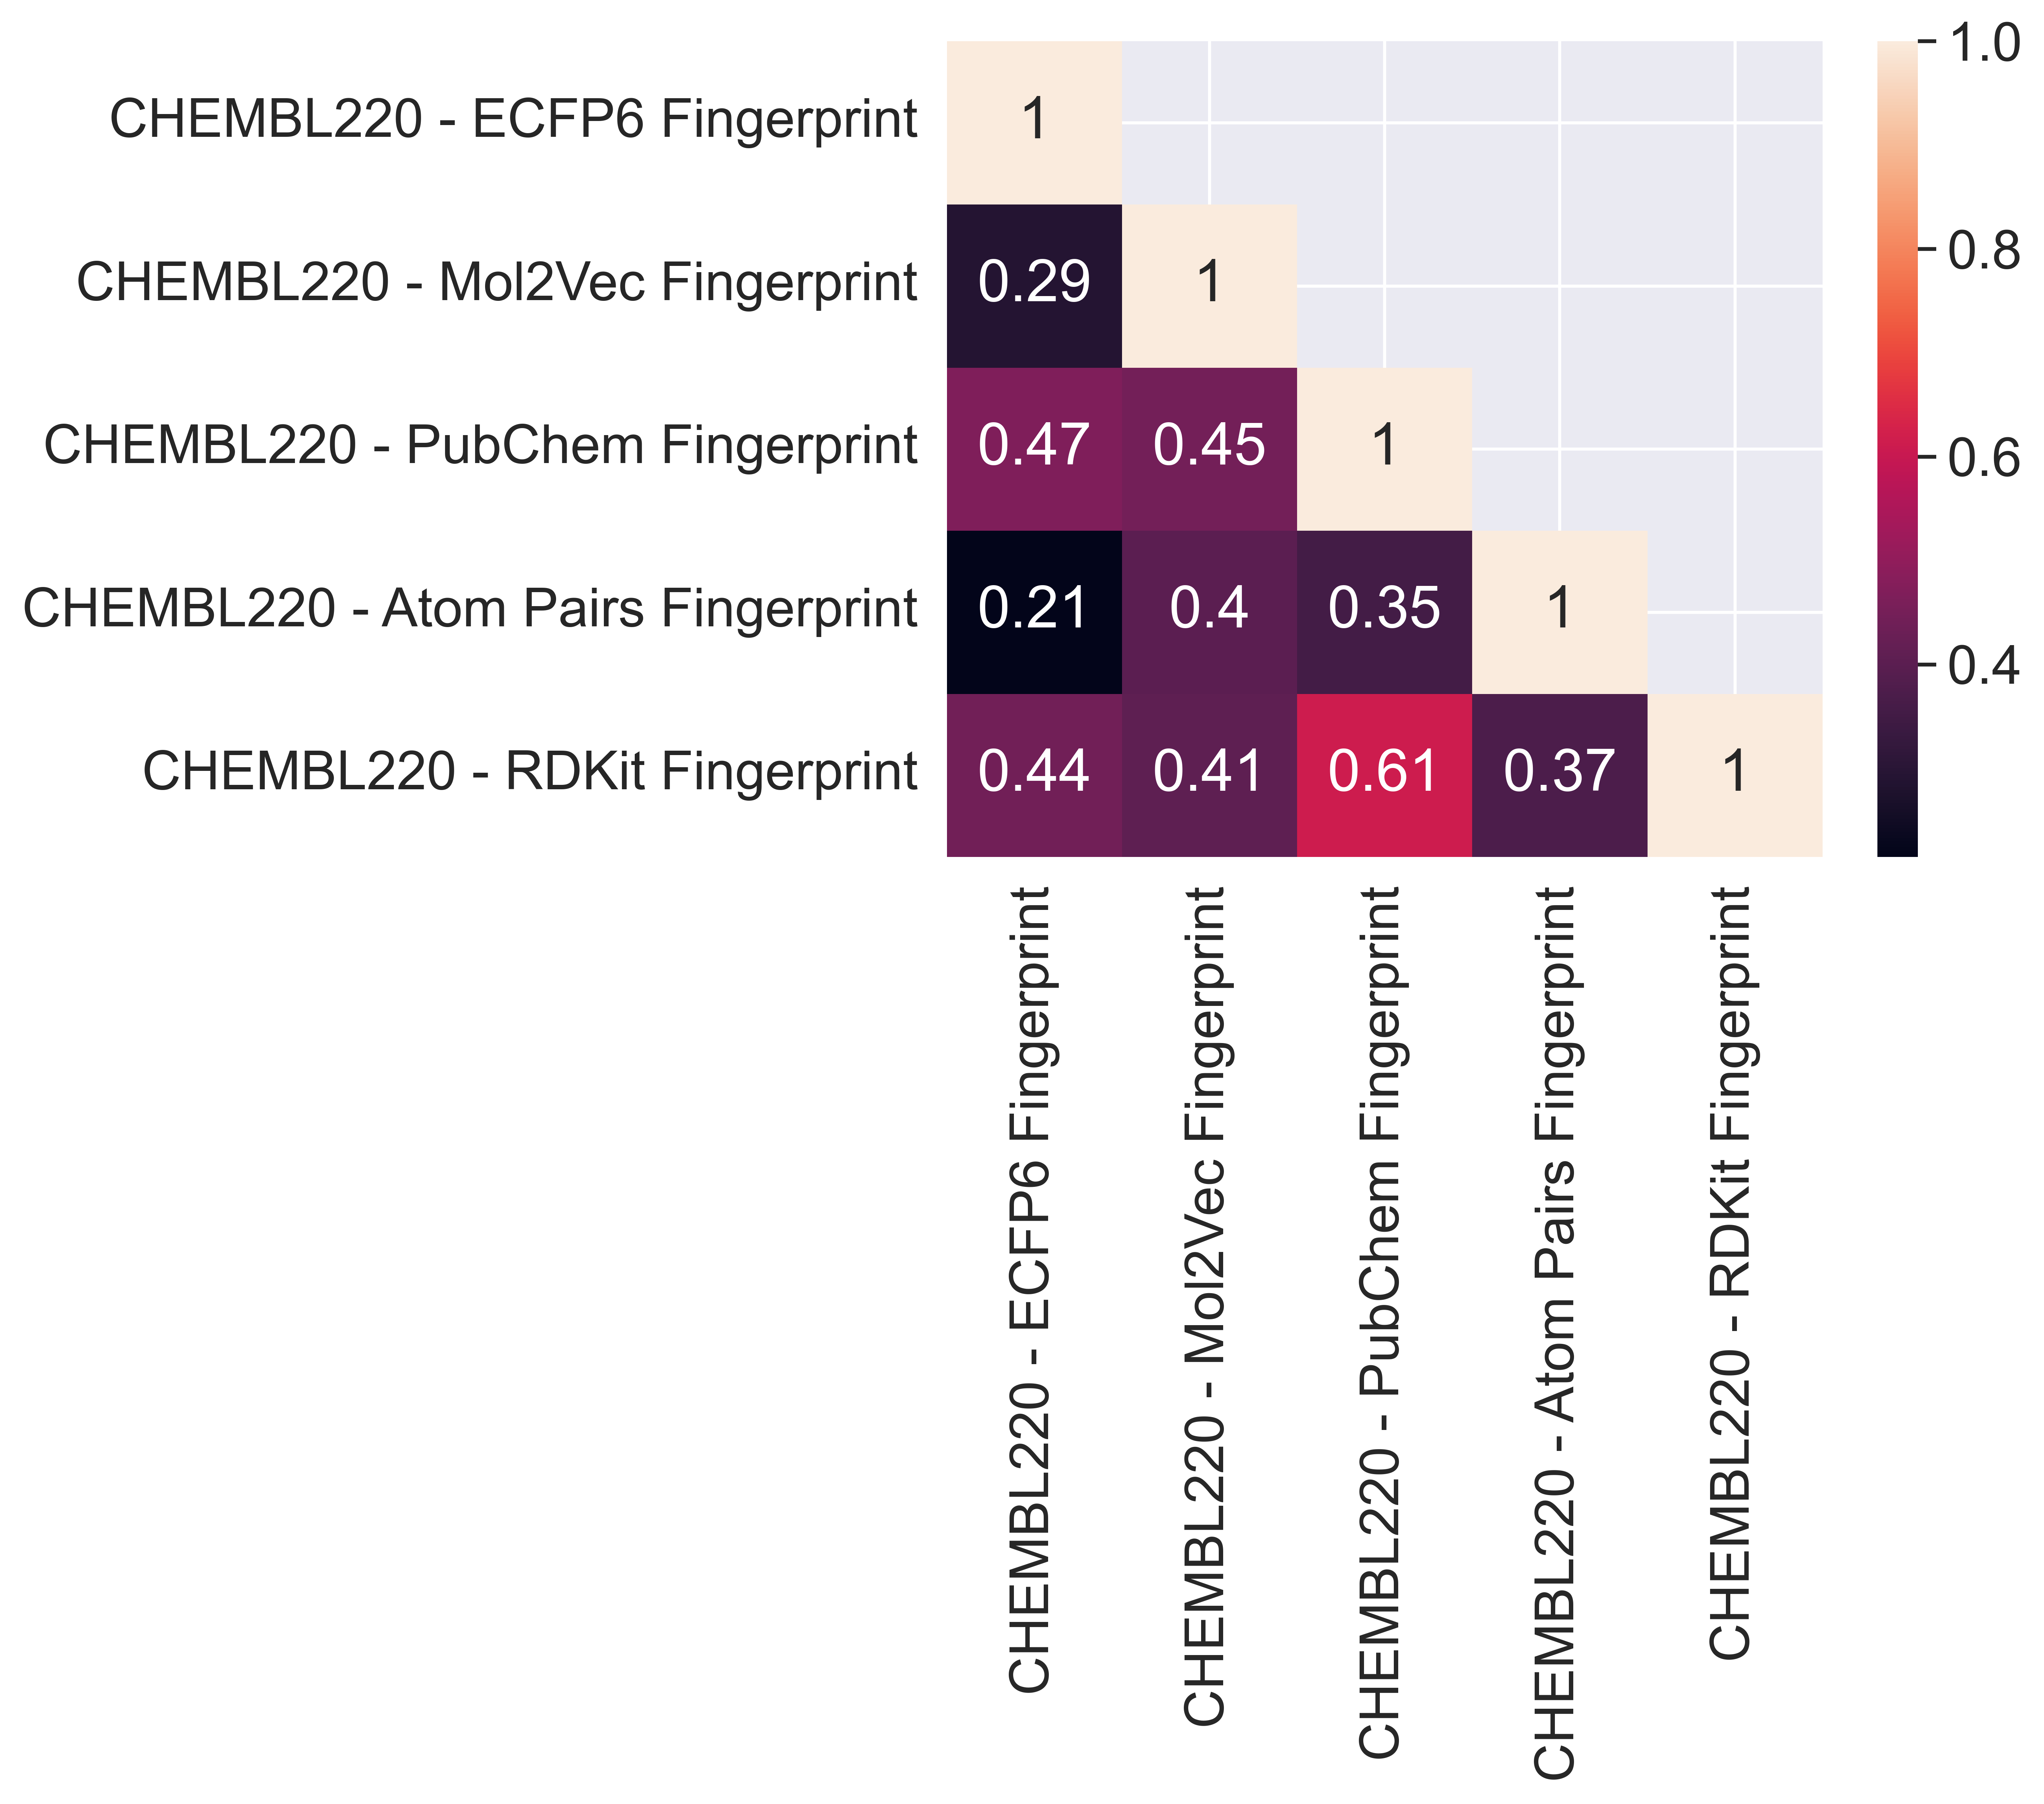 CHEMBL220 - ECFP6 Fingerprint 1
CHEMBL220 - Mol2Vec Fingerprint 0.29 1
CHEMBL220 - PubChem Fingerprint 0.47 0.45 1
CHEMBL220 - Atom Pairs Fingerprint 0.21 0.4 0.35 1
CHEMBL220 - RDKit Fingerprint 0.44 0.41 0.61 0.37 1
CHEMBL220 - ECFP6 Fingerprint
CHEMBL220 - Mol2Vec Fingerprint
CHEMBL220 - PubChem Fingerprint
CHEMBL220 - Atom Pairs Fingerprint
CHEMBL220 - RDKit Fingerprint
1.0
0.8
0.6
0.4